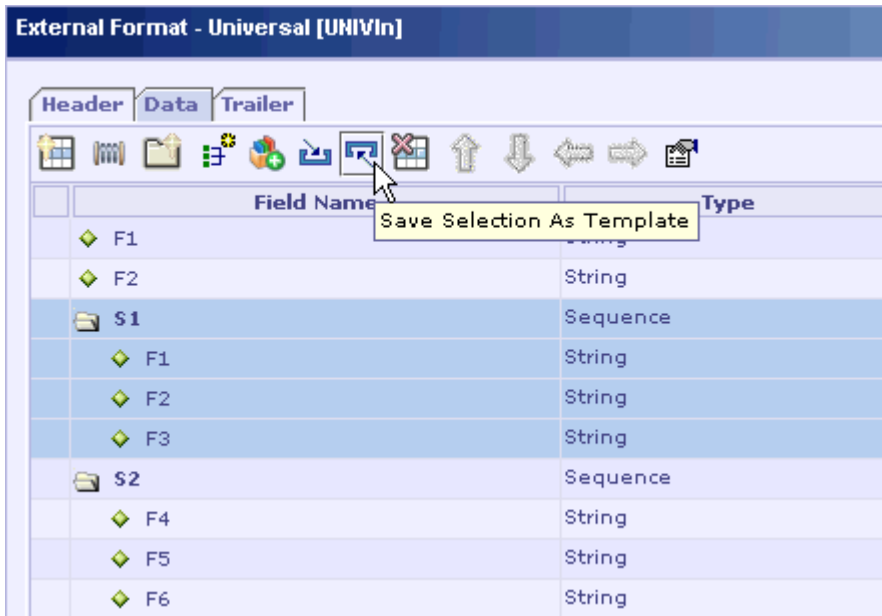 External Format - Universal [UNIVIn]
Header Data Trailer
Field Name Type
Save Selection As Template
F1
F2 String
S1 Sequence
F1 String
F2 String
F3 String
S2 Sequence
F4 String
F5 String
F6 String